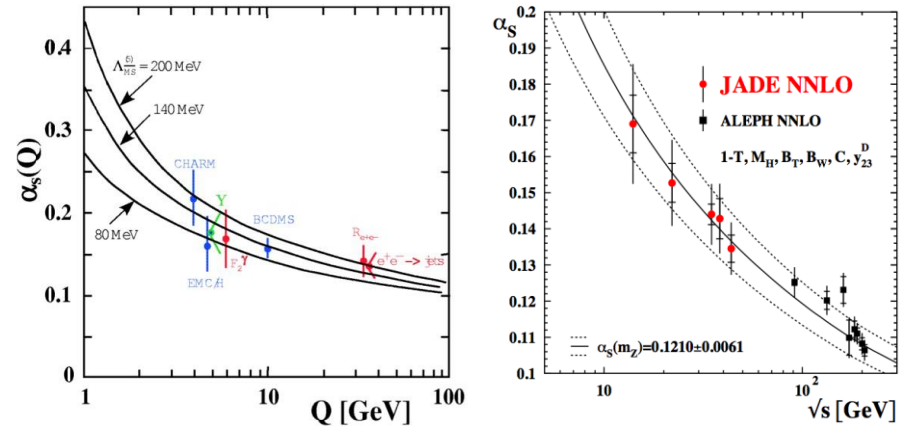 0.4
0.3
0.2
0.1
0
αs(Q)
Λ(5)MS = 200 MeV
140 MeV
80 MeV
CHARM
Υ
BCDMS
EMC/H
F2γ
Re+e-
e+e- -> jets
1
10
100
Q [GeV]
αS
0.2
0.19
0.18
0.17
0.16
0.15
0.14
0.13
0.12
0.11
0.1
JADE NNLO
ALEPH NNLO
1-T, MH, BT, BW, C, yD23
αS(mZ)=0.1210±0.0061
10
10²
√s [GeV]